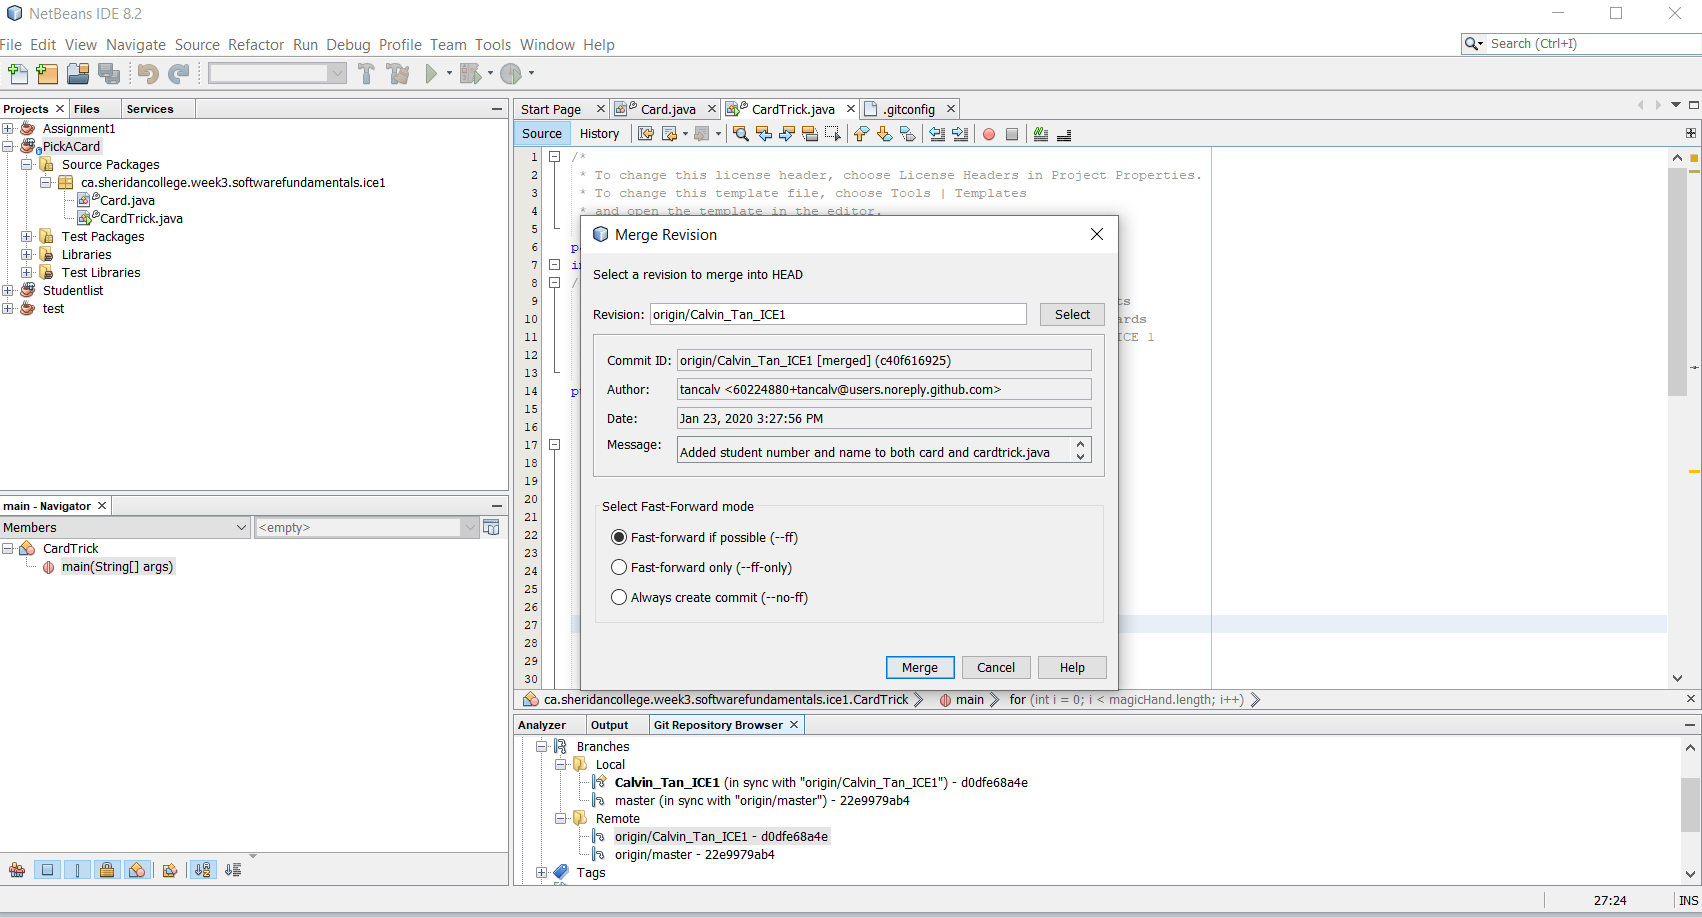 NetBeans IDE 8.2
File Edit View Navigate Source Refactor Run Debug Profile Team Tools Window Help
Search (Ctrl+I)
Projects Files Services
Assignment1
PickACard
Source Packages
ca.sheridancollege.week3.softwarefundamentals.ice1
Card.java
CardTrick.java
Test Packages
Libraries
Test Libraries
Studentlist
test
main - Navigator
Members
<empty>
CardTrick
main(String[] args)
Start Page Card.java CardTrick.java .gitconfig
Source History
1 /*
2 * To change this license header, choose License Headers in Project Properties.
3 * To change this template file, choose Tools | Templates
4 * and open the template in the editor.
5
6 p
7 i
8 /
9 ts
10 ards
11 ICE 1
12
13
14 p
15
16
17
18
19
20
21
22
23
24
25
26
27
28
29
30
Merge Revision
Select a revision to merge into HEAD
Revision: origin/Calvin_Tan_ICE1 Select
Commit ID: origin/Calvin_Tan_ICE1 [merged] (c40f616925)
Author: tancalv <60224880+tancalv@users.noreply.github.com>
Date: Jan 23, 2020 3:27:56 PM
Message: Added student number and name to both card and cardtrick.java
Select Fast-Forward mode
Fast-forward if possible (--ff)
Fast-forward only (--ff-only)
Always create commit (--no-ff)
Merge Cancel Help
ca.sheridancollege.week3.softwarefundamentals.ice1.CardTrick main for (int i = 0; i < magicHand.length; i++)
Analyzer Output Git Repository Browser
Branches
Local
Calvin_Tan_ICE1 (in sync with "origin/Calvin_Tan_ICE1") - d0dfe68a4e
master (in sync with "origin/master") - 22e9979ab4
Remote
origin/Calvin_Tan_ICE1 - d0dfe68a4e
origin/master - 22e9979ab4
Tags
27:24 INS